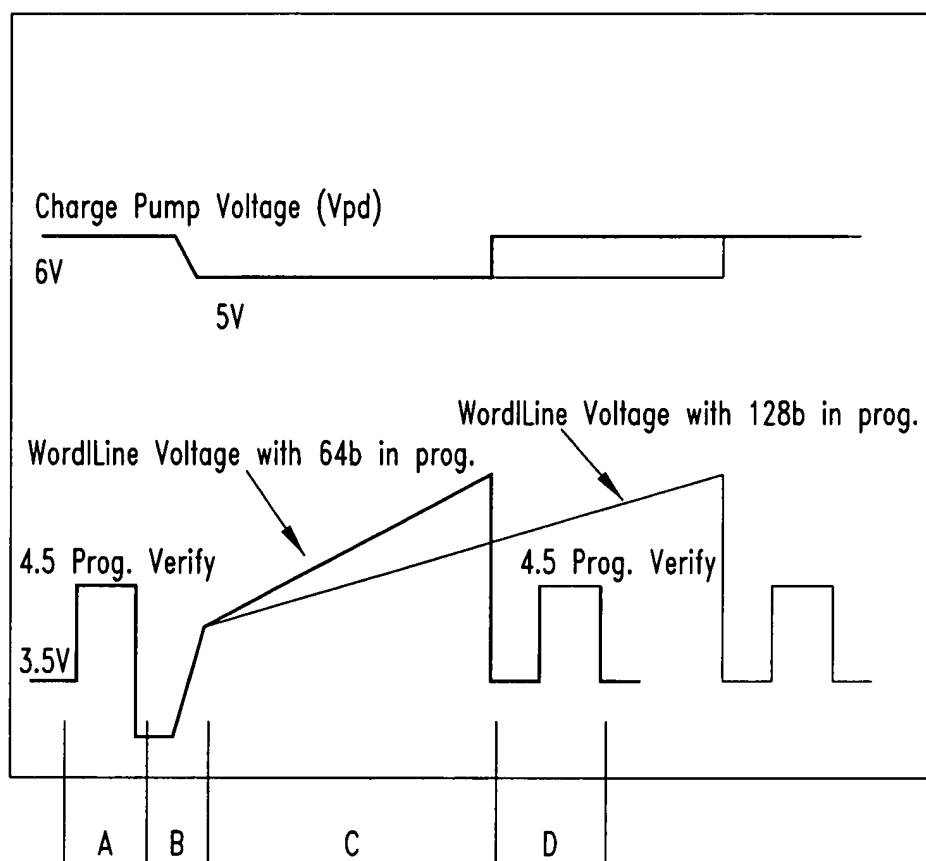 Charge Pump Voltage (Vpd)
6V
5V
WordlLine Voltage with 128b in prog.
WordlLine Voltage with 64b in prog.
4.5 Prog. Verify
4.5 Prog. Verify
3.5V
A
B
C
D